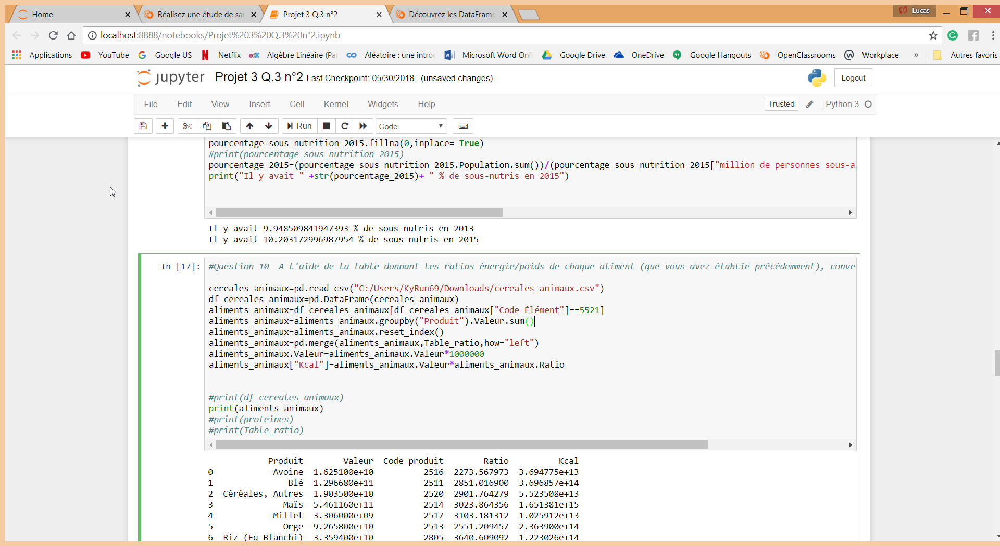 Home
Réalisez une étude de sar
Projet 3 Q.3 n°2
Découvrez les DataFrame
Lucas
localhost:8888/notebooks/Projet%203%20Q.3%20n°2.ipynb
Applications YouTube Google US Netflix Algèbre Linéaire (Par Aléatoire : une introd Microsoft Word Onli Google Drive OneDrive Google Hangouts OpenClassrooms Workplace » Autres favoris
jupyter Projet 3 Q.3 n°2 Last Checkpoint: 05/30/2018 (unsaved changes)
Logout
File Edit View Insert Cell Kernel Widgets Help
Trusted Python 3
Run Code
pourcentage_sous_nutrition_2015.fillna(0,inplace= True)
#print(pourcentage_sous_nutrition_2015)
pourcentage_2015=(pourcentage_sous_nutrition_2015.Population.sum())/(pourcentage_sous_nutrition_2015["million de personnes sous-a
print("Il y avait " +str(pourcentage_2015)+ " % de sous-nutris en 2015")
Il y avait 9.948509841947393 % de sous-nutris en 2013
Il y avait 10.203172996987954 % de sous-nutris en 2015
In [17]:
#Question 10  A l'aide de la table donnant les ratios énergie/poids de chaque aliment (que vous avez établie précédemment), conve
cereales_animaux=pd.read_csv("C:/Users/KyRun69/Downloads/cereales_animaux.csv")
df_cereales_animaux=pd.DataFrame(cereales_animaux)
aliments_animaux=df_cereales_animaux[df_cereales_animaux["Code Élément"]==5521]
aliments_animaux=aliments_animaux.groupby("Produit").Valeur.sum()
aliments_animaux=aliments_animaux.reset_index()
aliments_animaux=pd.merge(aliments_animaux,Table_ratio,how="left")
aliments_animaux.Valeur=aliments_animaux.Valeur*1000000
aliments_animaux["Kcal"]=aliments_animaux.Valeur*aliments_animaux.Ratio
#print(df_cereales_animaux)
print(aliments_animaux)
#print(proteines)
#print(Table_ratio)
Produit Valeur Code produit Ratio Kcal
0 Avoine 1.625100e+10 2516 2273.567973 3.694775e+13
1 Blé 1.296680e+11 2511 2851.016900 3.696857e+14
2 Céréales, Autres 1.903500e+10 2520 2901.764279 5.523508e+13
3 Maïs 5.461160e+11 2514 3023.864356 1.651381e+15
4 Millet 3.306000e+09 2517 3103.181312 1.025912e+13
5 Orge 9.265800e+10 2513 2551.209457 2.363900e+14
6 Riz (Eq Blanchi) 3.359400e+10 2805 3640.609092 1.223026e+14